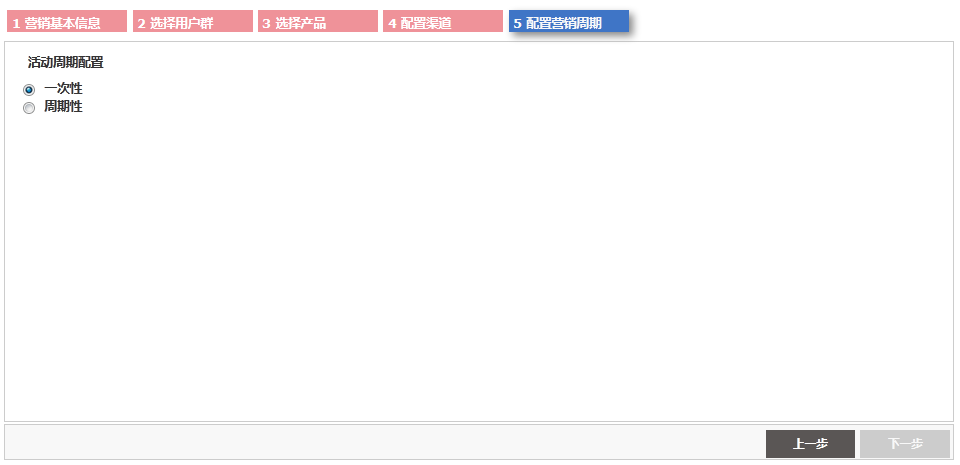 1 营销基本信息 2 选择用户群 3 选择产品 4 配置渠道 5 配置营销周期
活动周期配置
一次性
周期性
上一步 下一步